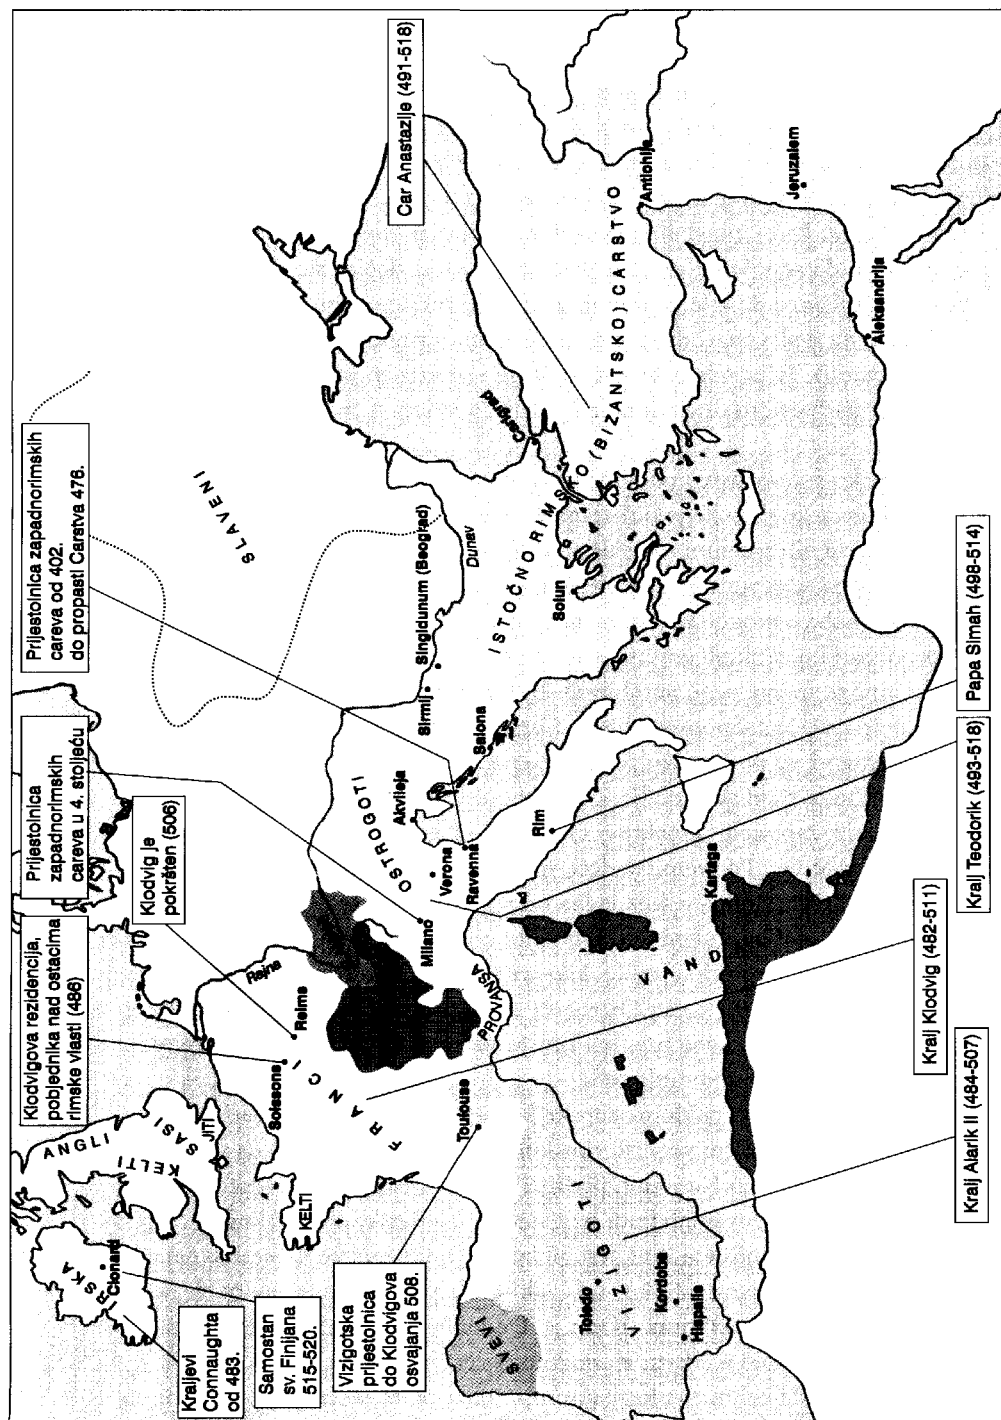 Kraljevi
Connaughta
od 483.
Samostan
sv. Finijana
515-520.
Vizigotska
prijestolnica
do Klodvigova
osvajanja 508.
Klodvigova rezidencija,
pobjednika nad ostacima
rimske vlasti (486)
Klodvig je
pokršten (506)
Prijestolnica
zapadnorimskih
careva u 4. stoljeću
Prijestolnica zapadnorimskih
careva od 402.
do propasti Carstva 476.
Car Anastazije (491-518)
IRSKA
Clonard
ANGLI
SASI
KELTI
JITI
KELTI
Soissons
Reims
Rajna
FRANCI
Toulouse
PROVANSA
SVEVI
VIZIGOTI
Toledo
Kordoba
Hispalis
Milano
Verona
Ravenna
Akvileja
OSTROGOTI
Rim
Salona
Sirmij
Singidunum (Beograd)
Dunav
SLAVENI
Carigrad
Solun
ISTOČNORIMSKO (BIZANTSKO) CARSTVO
Antiohija
Jeruzalem
Aleksandrija
Kartaga
VAND
Kralj Alarik II (484-507)
Kralj Klodvig (482-511)
Kralj Teodorik (493-518)
Papa Simah (498-514)